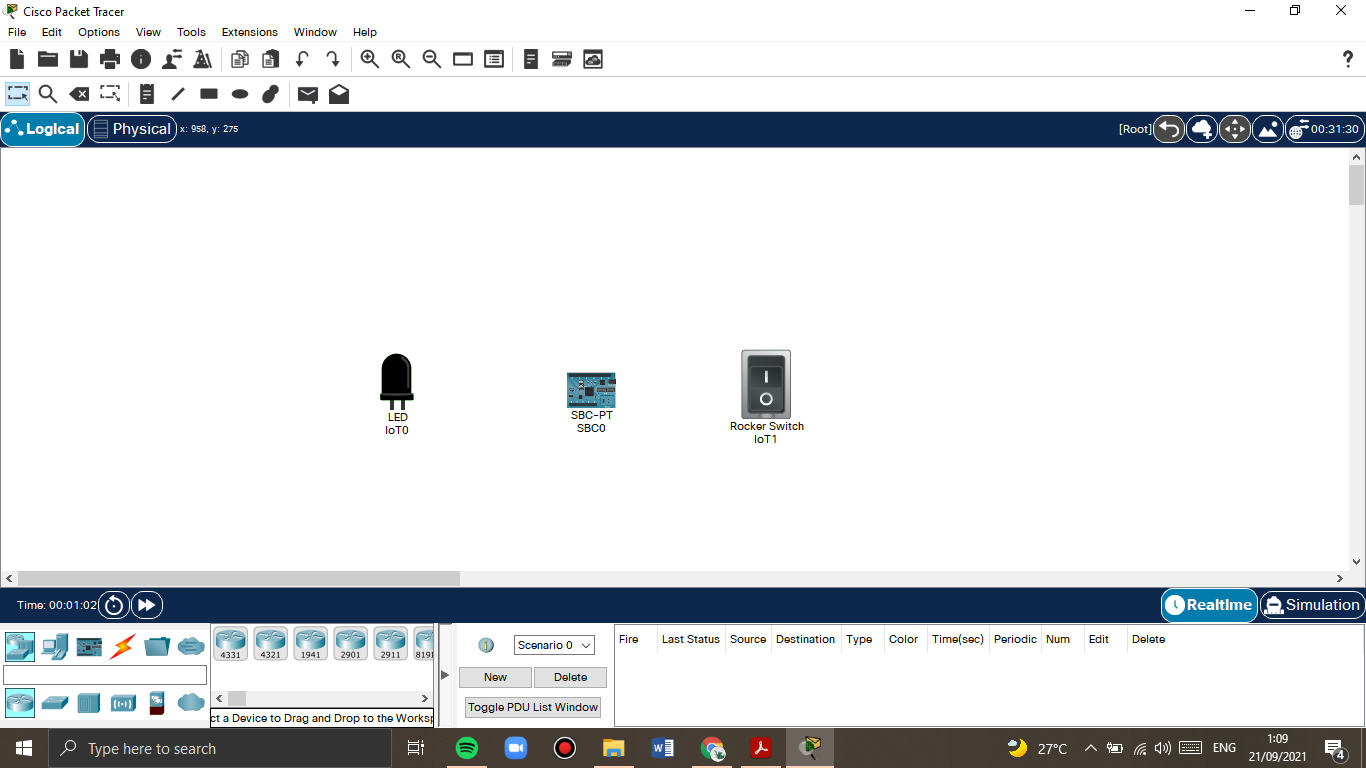 Cisco Packet Tracer
File Edit Options View Tools Extensions Window Help
Logical Physical x: 958, y: 275 [Root] 00:31:30
LED
IoT0
SBC-PT
SBC0
Rocker Switch
IoT1
Time: 00:01:02 Realtime Simulation
4331 4321 1941 2901 2911 819I
ct a Device to Drag and Drop to the Worksp
Scenario 0
New Delete
Toggle PDU List Window
Fire Last Status Source Destination Type Color Time(sec) Periodic Num Edit Delete
Type here to search
27°C ENG
1:09
21/09/2021
4